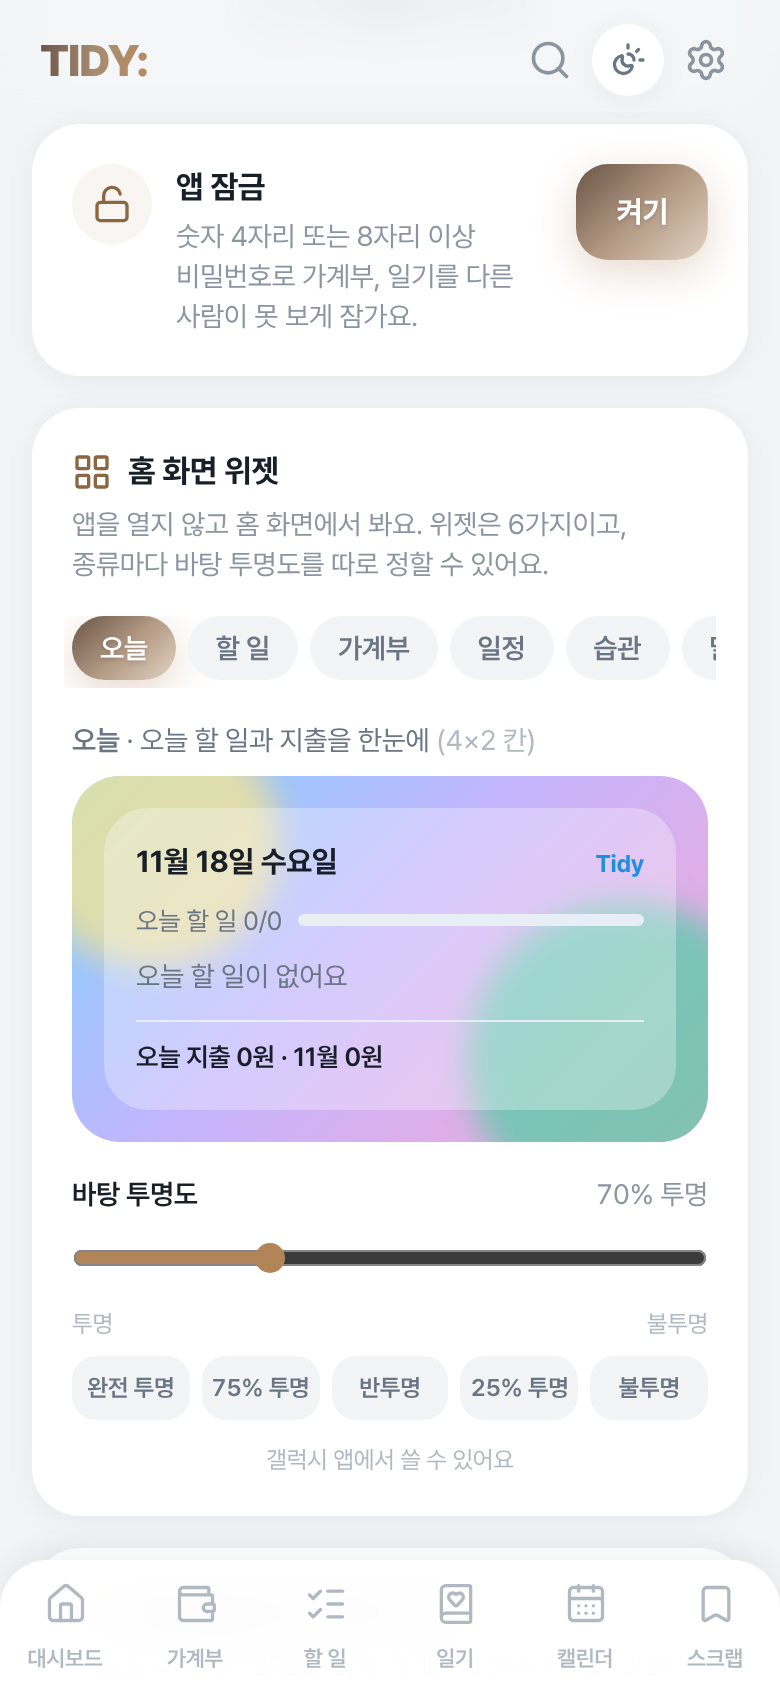 TIDY:
앱 잠금
숫자 4자리 또는 8자리 이상
비밀번호로 가계부, 일기를 다른
사람이 못 보게 잠가요.
켜기
홈 화면 위젯
앱을 열지 않고 홈 화면에서 봐요. 위젯은 6가지이고,
종류마다 바탕 투명도를 따로 정할 수 있어요.
오늘 할 일 가계부 일정 습관
오늘 · 오늘 할 일과 지출을 한눈에 (4×2 칸)
11월 18일 수요일 Tidy
오늘 할 일 0/0
오늘 할 일이 없어요
오늘 지출 0원 · 11월 0원
바탕 투명도 70% 투명
투명 불투명
완전 투명 75% 투명 반투명 25% 투명 불투명
갤럭시 앱에서 쓸 수 있어요
대시보드 가계부 할 일 일기 캘린더 스크랩